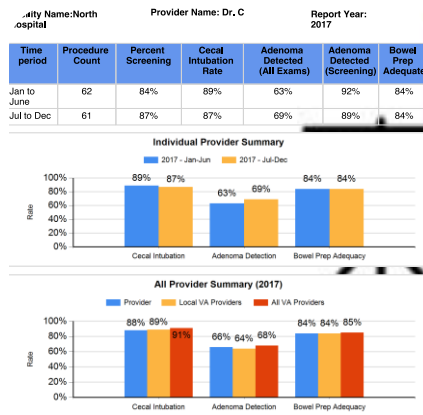 Name:North Provider Name: Dr. C Report Year:
Hospital 2017
Time period Procedure Count Percent Screening Cecal Intubation Rate Adenoma Detected (All Exams) Adenoma Detected (Screening) Bowel Prep Adequate
Jan to June 62 84% 89% 63% 92% 84%
Jul to Dec 61 87% 87% 69% 89% 84%
Individual Provider Summary
2017 - Jan-Jun 2017 - Jul-Dec
100%
80%
60%
40%
20%
0%
Rate
89% 87% 63% 69% 84% 84%
Cecal Intubation Adenoma Detection Bowel Prep Adequacy
All Provider Summary (2017)
Provider Local VA Providers All VA Providers
100%
80%
60%
40%
20%
0%
Rate
88% 89% 91% 66% 64% 68% 84% 84% 85%
Cecal Intubation Adenoma Detection Bowel Prep Adequacy